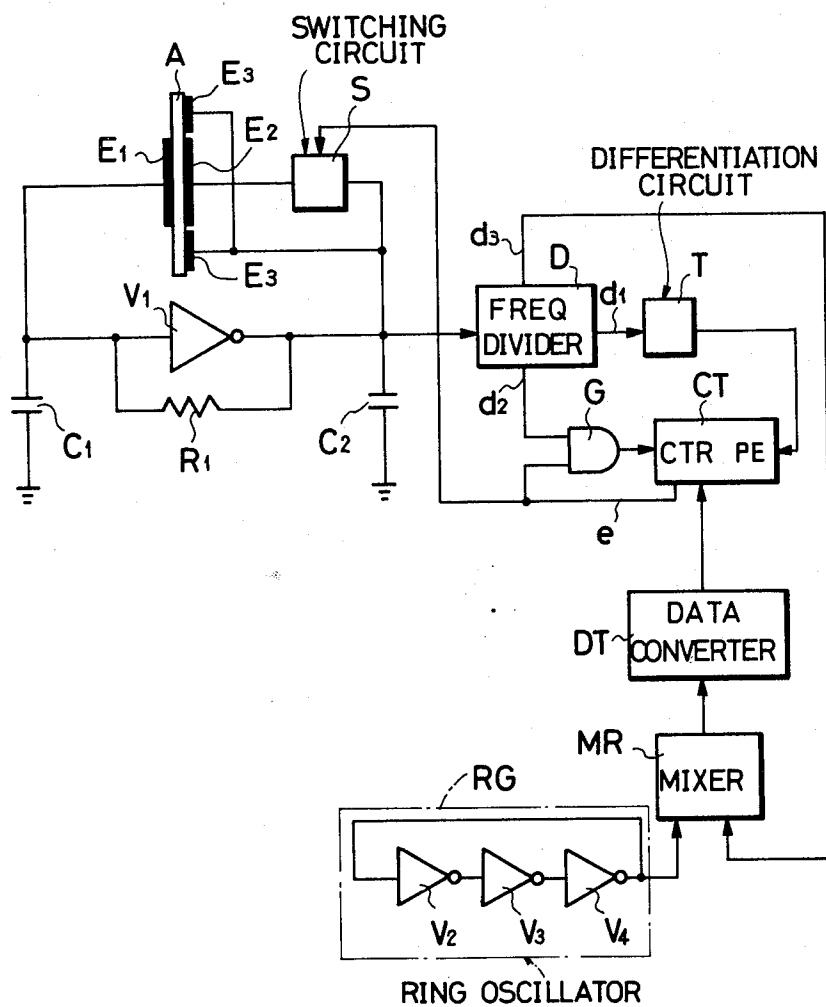 SWITCHING
CIRCUIT
A
E3
S
E1
E2
DIFFERENTIATION
CIRCUIT
E3
d3
D
T
V1
FREQ
DIVIDER
d1
d2
G
CT
C1
R1
C2
CTR PE
e
DATA
CONVERTER
DT
MR
MIXER
RG
V2
V3
V4
RING OSCILLATOR